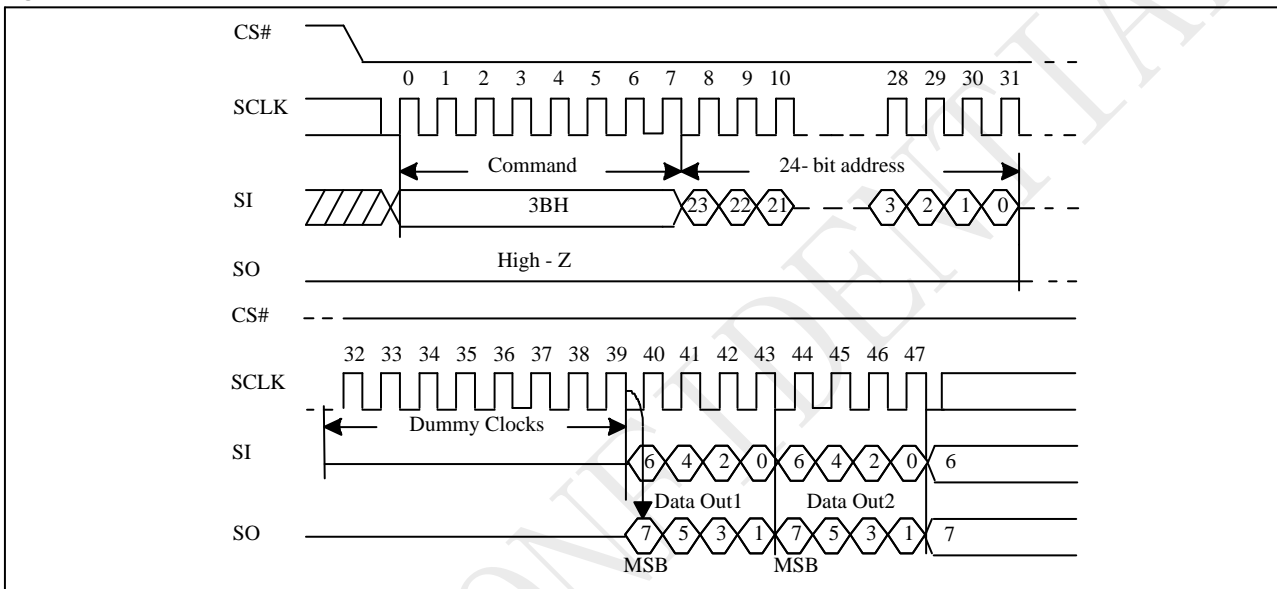 CS#
0 1 2 3 4 5 6 7 8 9 10 28 29 30 31
SCLK
Command 24- bit address
SI 3BH 23 22 21 3 2 1 0
SO High - Z
CS#
32 33 34 35 36 37 38 39 40 41 42 43 44 45 46 47
SCLK
Dummy Clocks
SI 6 4 2 0 6 4 2 0 6
Data Out1 Data Out2
SO 7 5 3 1 7 5 3 1 7
MSB MSB